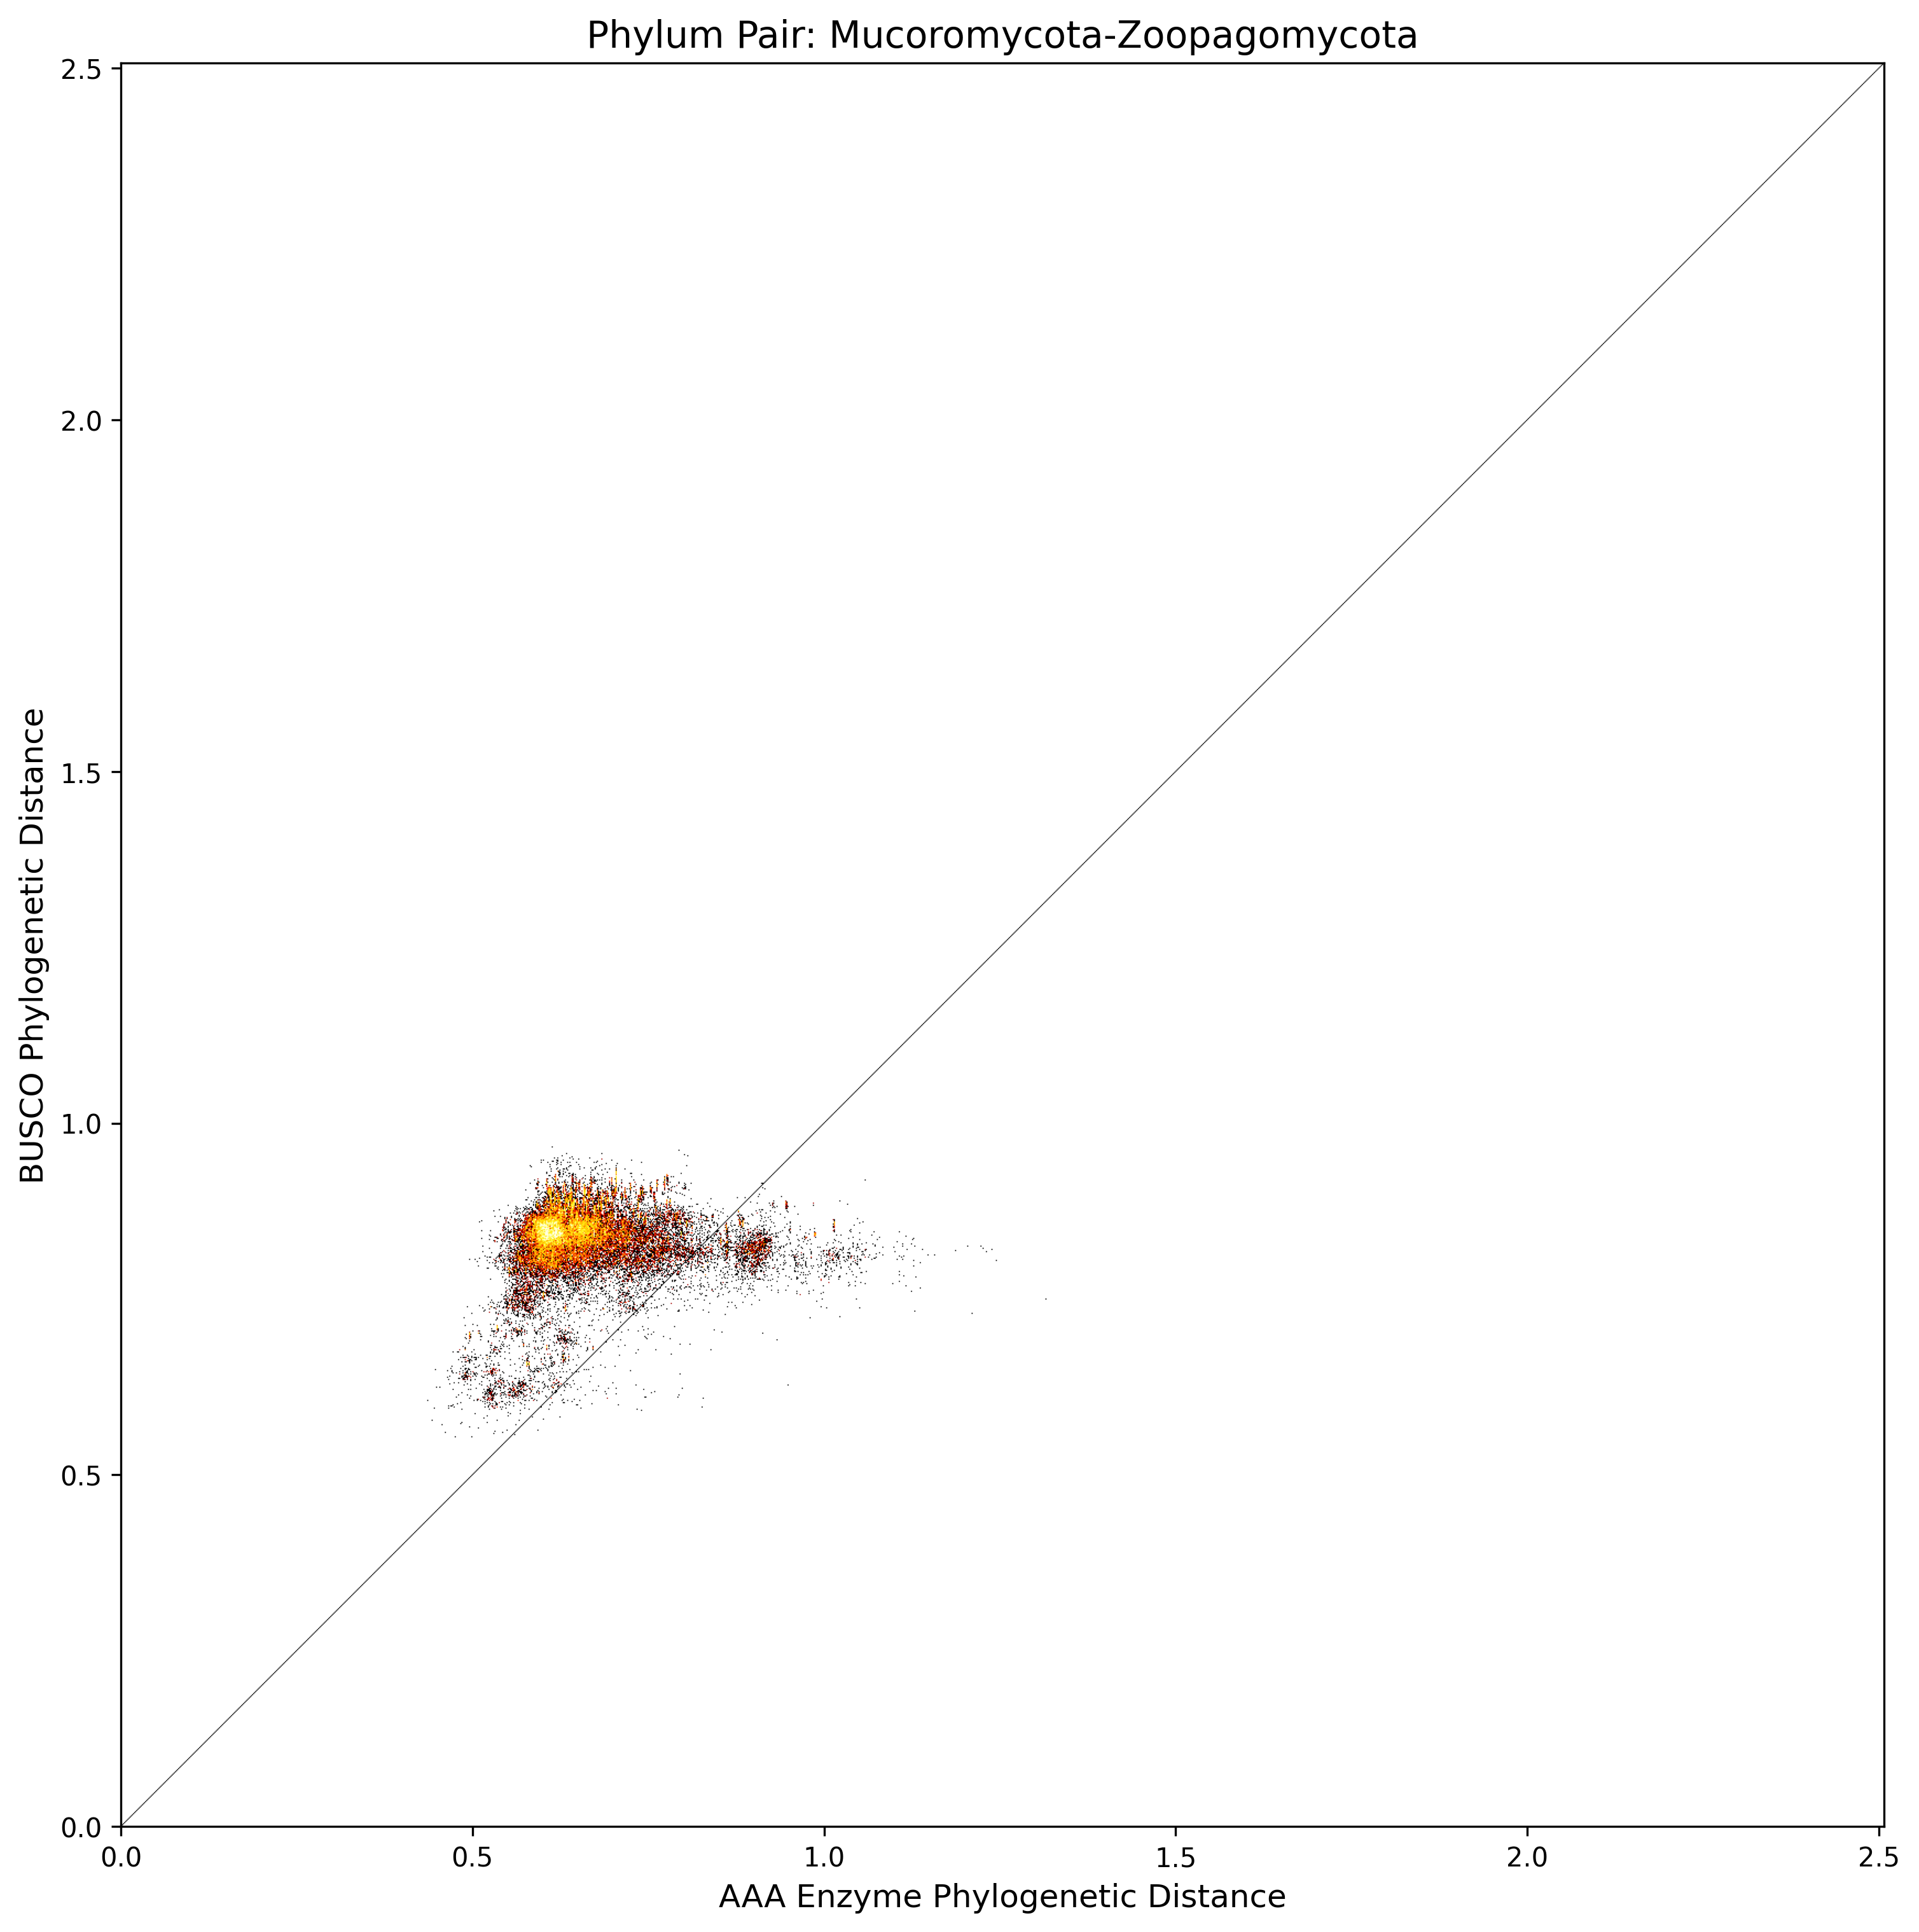 Phylum Pair: Mucoromycota-Zoopagomycota
2.5
2.0
1.5
1.0
0.5
0.0
BUSCO Phylogenetic Distance
0.0 0.5 1.0 1.5 2.0 2.5
AAA Enzyme Phylogenetic Distance